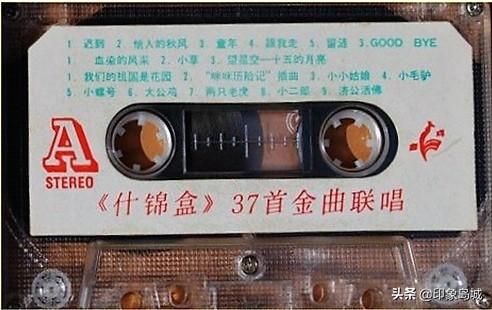 1. 迟到 2. 恼人的秋风 3. 童年 4. 跟我走 5. 留连 3.GOOD BYE
1. 血染的风采 2. 小草 3. 望星空—十五的月亮
1. 我们的祖国是花园 2. “咪咪历险记”插曲 3. 小小姑娘 4. 小毛驴
5. 小螺号 6. 大公鸡 7. 两只老虎 8. 小二郎 9. 济公活佛
A
STEREO
《什锦盒》37首金曲联唱
头条 @印象岛城